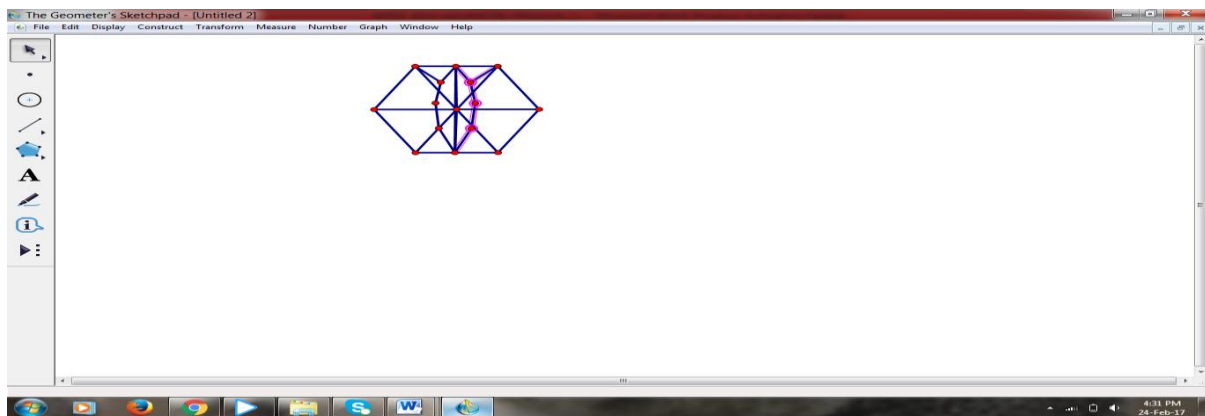 The Geometer's Sketchpad - [Untitled 2]
File Edit Display Construct Transform Measure Number Graph Window Help
A
i
S
W
4:31 PM
24-Feb-17